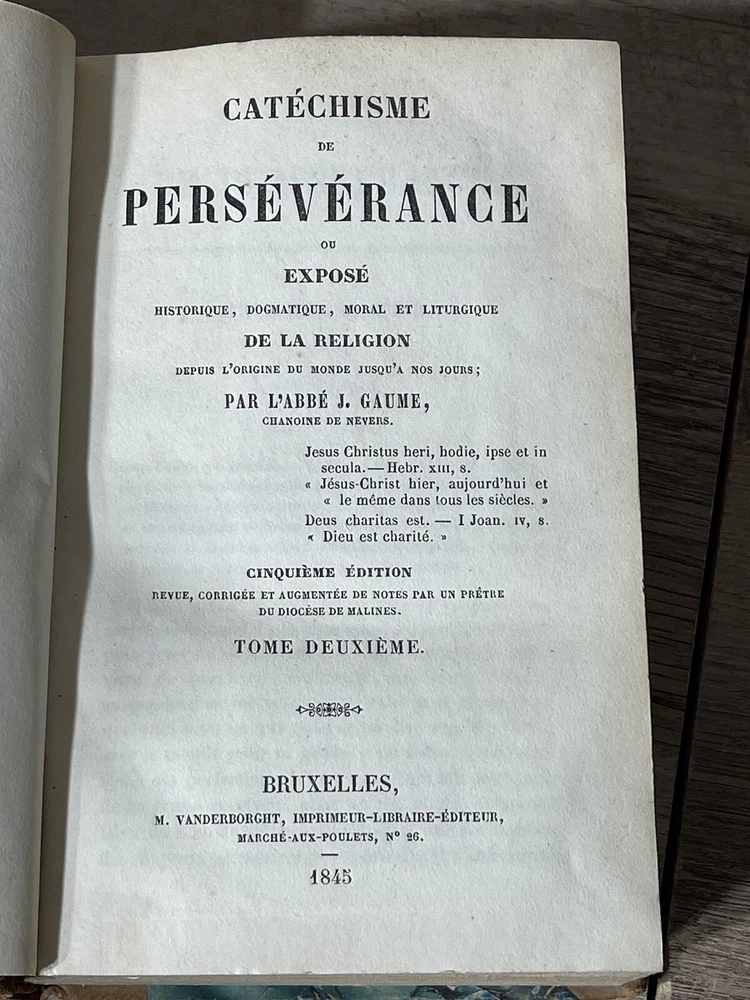 CATÉCHISME
DE
PERSÉVÉRANCE
OU
EXPOSÉ
HISTORIQUE, DOGMATIQUE, MORAL ET LITURGIQUE
DE LA RELIGION
DEPUIS L'ORIGINE DU MONDE JUSQU'A NOS JOURS;
PAR L'ABBÉ J. GAUME,
CHANOINE DE NEVERS.
Jesus Christus heri, hodie, ipse et in
secula. — Hebr. XIII, 8.
« Jésus-Christ hier, aujourd'hui et
« le même dans tous les siècles. »
Deus charitas est. — I Joan. IV, 8.
« Dieu est charité. »
CINQUIÈME ÉDITION
REVUE, CORRIGÉE ET AUGMENTÉE DE NOTES PAR UN PRÊTRE
DU DIOCÈSE DE MALINES.
TOME DEUXIÈME.
BRUXELLES,
M. VANDERBORGHT, IMPRIMEUR-LIBRAIRE-ÉDITEUR,
MARCHÉ-AUX-POULETS, N° 26.
1845